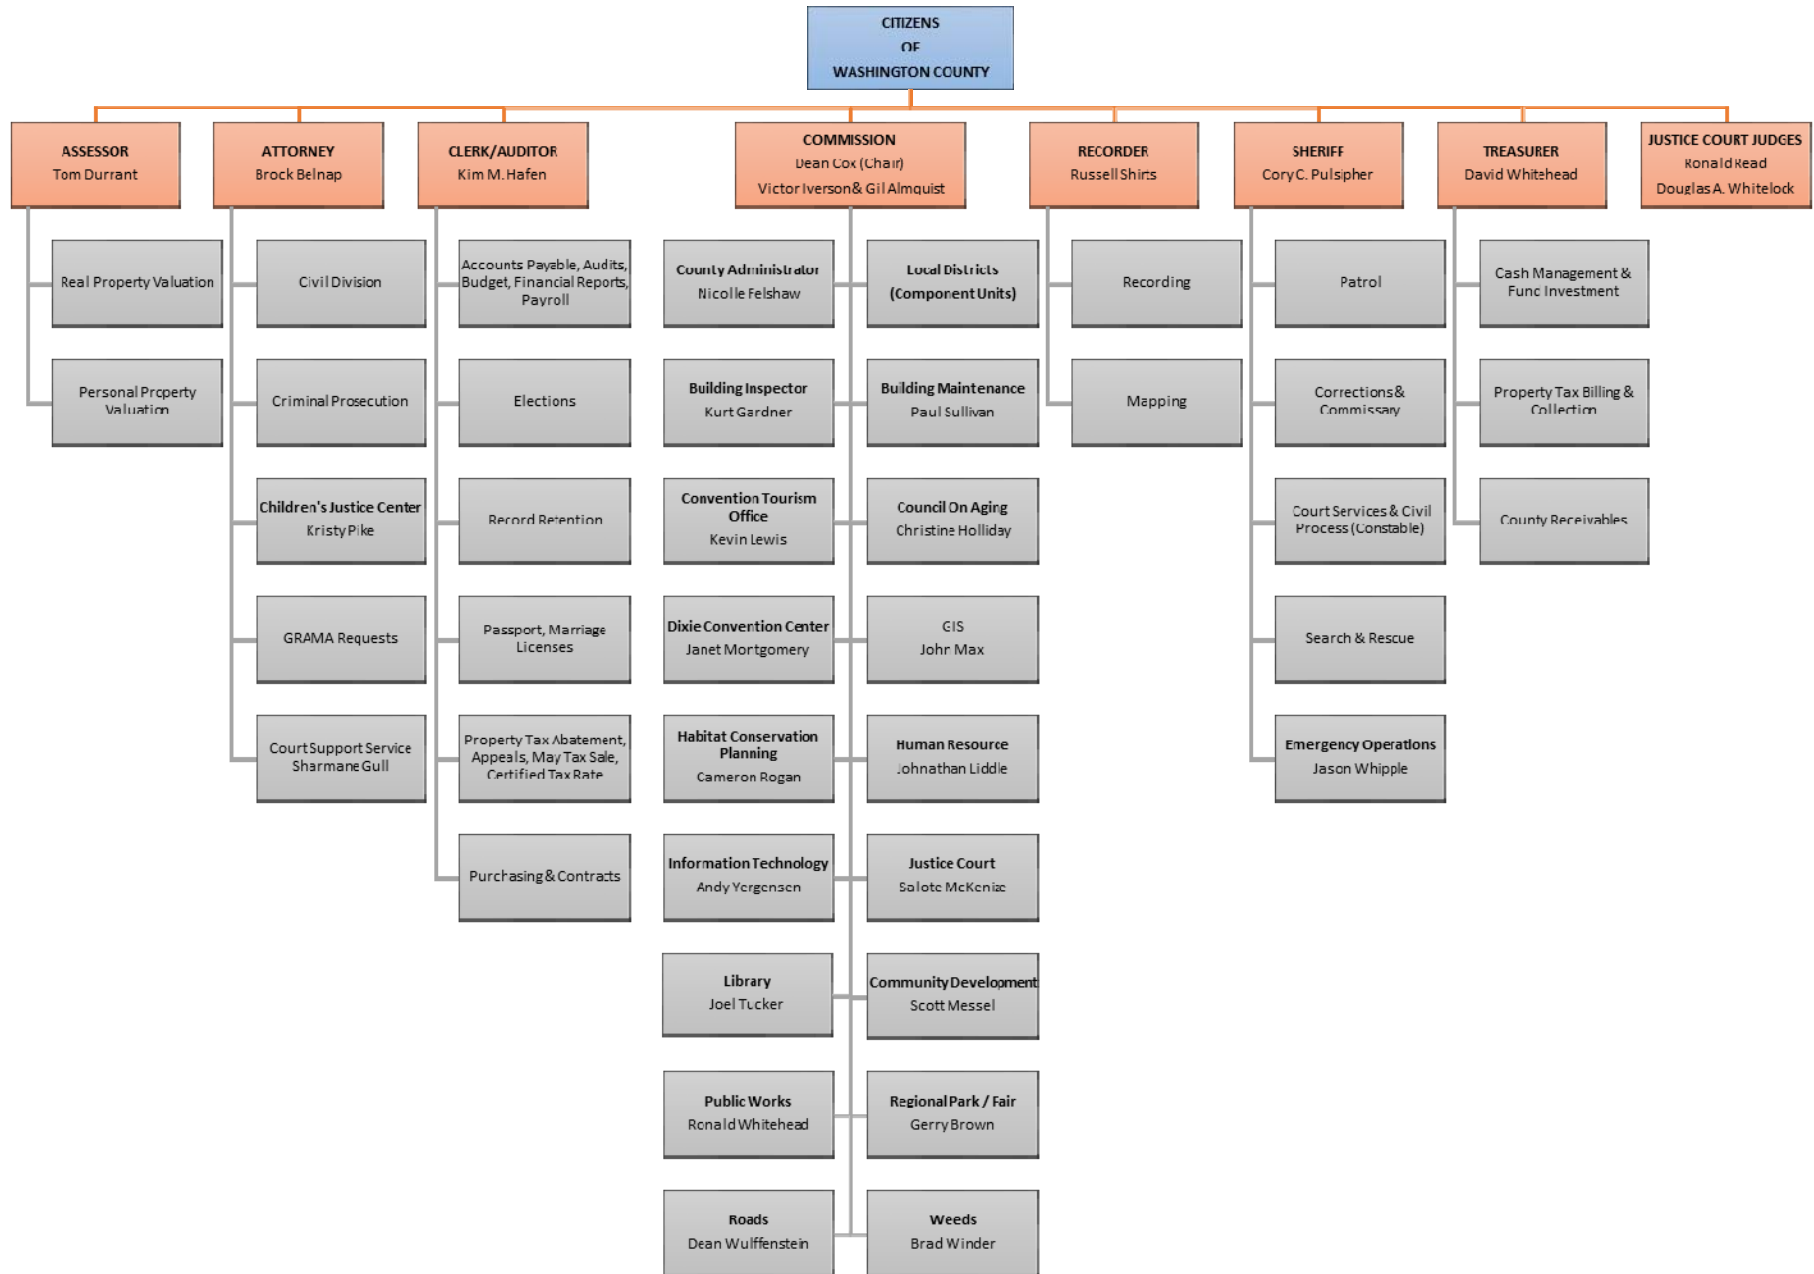 CITIZENS
OF
WASHINGTON COUNTY
ASSESSOR
Tom Durrant
ATTORNEY
Brock Belnap
CLERK/AUDITOR
Kim M. Hafen
COMMISSION
Dean Cox (Chair)
Victor Iverson & Gil Almquist
RECORDER
Russell Shirts
SHERIFF
Cory C. Pulsipher
TREASURER
David Whitehead
JUSTICE COURT JUDGES
Ronald Read
Douglas A. Whitelock
Real Property Valuation
Personal Property
Valuation
Civil Division
Criminal Prosecution
Children's Justice Center
Kristy Pike
GRAMA Requests
Court Support Service
Sharmane Gull
Accounts Payable, Audits,
Budget, Financial Reports,
Payroll
Elections
Record Retention
Passport, Marriage
Licenses
Property Tax Abatement,
Appeals, May Tax Sale,
Certified Tax Rate
Purchasing & Contracts
County Administrator
Nicolle Felshaw
Local Districts
(Component Units)
Building Inspector
Kurt Gardner
Building Maintenance
Paul Sullivan
Convention Tourism
Office
Kevin Lewis
Council On Aging
Christine Holliday
Dixie Convention Center
Janet Montgomery
GIS
John Max
Habitat Conservation
Planning
Cameron Rogan
Human Resource
Johnathan Liddle
Information Technology
Andy Yergensen
Justice Court
Salote McKenize
Library
Joel Tucker
Community Development
Scott Messel
Public Works
Ronald Whitehead
Regional Park / Fair
Gerry Brown
Roads
Dean Wulffenstein
Weeds
Brad Winder
Recording
Mapping
Patrol
Corrections &
Commissary
Court Services & Civil
Process (Constable)
Search & Rescue
Emergency Operations
Jason Whipple
Cash Management &
Fund Investment
Property Tax Billing &
Collection
County Receivables